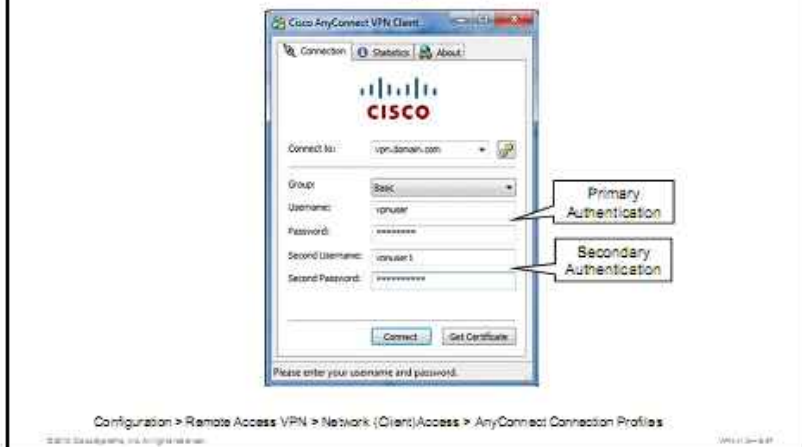 Cisco AnyConnect VPN Client
Connection Statistics About
CISCO
Connect to: vpn.domain.com
Group: Basic
Username: vpnuser
Password: ********
Second Username: vpnuser1
Second Password: **********
Connect Get Certificate
Please enter your username and password.
Primary
Authentication
Secondary
Authentication
Configuration > Remote Access VPN > Network (Client) Access > AnyConnect Connection Profiles